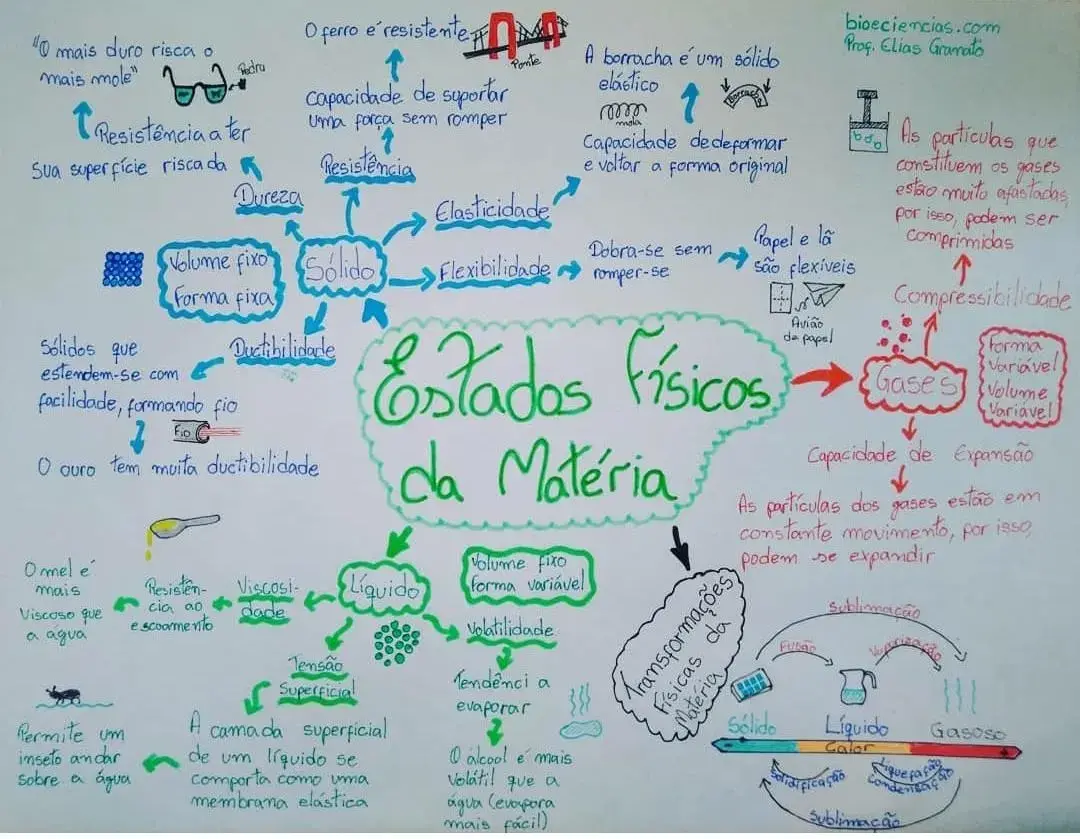 Estados Físicos
da Matéria
bioeciencias.com
Prof. Elias Gramato
Sólido
Volume fixo
Forma fixa
Dureza
Resistência a ter
sua superfície riscada
"O mais duro risca o
mais mole"
Pedra
Resistência
Capacidade de suportar
uma força sem romper
O ferro é resistente
Ponte
Elasticidade
Capacidade de deformar
e voltar a forma original
A borracha é um sólido
elástico
mola
Borracha
Flexibilidade
Dobra-se sem
romper-se
Papel e lã
são flexíveis
Avião
de papel
Ductibilidade
Sólidos que
estendem-se com
facilidade, formando fio
Fio
O ouro tem muita ductibilidade
Gases
Forma
Variável
Volume
Variável
Compressibilidade
As partículas que
constituem os gases
estão muito afastadas,
por isso, podem ser
comprimidas
Capacidade de Expansão
As partículas dos gases estão em
constante movimento, por isso,
podem se expandir
Líquido
Volume fixo
Forma variável
Viscosi-
dade
Resistên-
cia ao
escoamento
O mel é
mais
Viscoso que
a água
Tensão
Superficial
A camada superficial
de um líquido se
comporta como uma
membrana elástica
Permite um
inseto andar
sobre a água
Volatilidade
Tendênci a
evaporar
O álcool é mais
volátil que a
água (evapora
mais fácil)
Transformações
Físicas da
Matéria
Sublimação
Fusão
Vaporização
Sólido
Líquido
Gasoso
- Calor +
Solidificação
Liquefação
Condensação
Sublimação